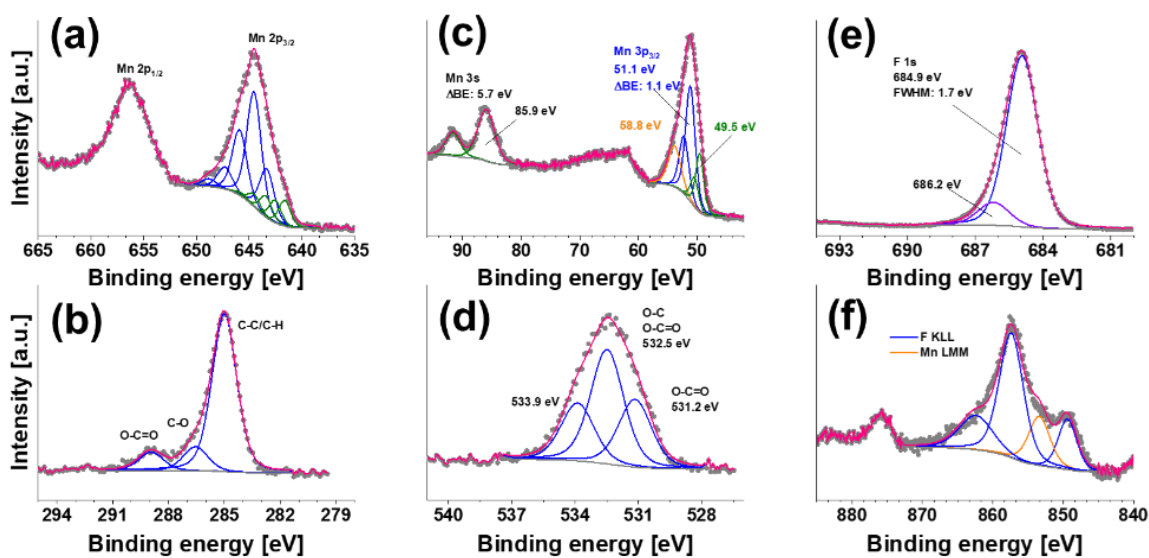 (a)
Mn 2p3/2
Mn 2p1/2
Intensity [a.u.]
665 660 655 650 645 640 635
Binding energy [eV]
(c)
Mn 3s
ΔBE: 5.7 eV
85.9 eV
Mn 3p3/2
51.1 eV
ΔBE: 1.1 eV
58.8 eV
49.5 eV
90 80 70 60 50
Binding energy [eV]
(e)
F 1s
684.9 eV
FWHM: 1.7 eV
686.2 eV
693 690 687 684 681
Binding energy [eV]
(b)
C-C/C-H
C-O
O-C=O
Intensity [a.u.]
294 291 288 285 282 279
Binding energy [eV]
(d)
O-C
O-C=O
532.5 eV
533.9 eV
O-C=O
531.2 eV
540 537 534 531 528
Binding energy [eV]
(f)
F KLL
Mn LMM
880 870 860 850 840
Binding energy [eV]